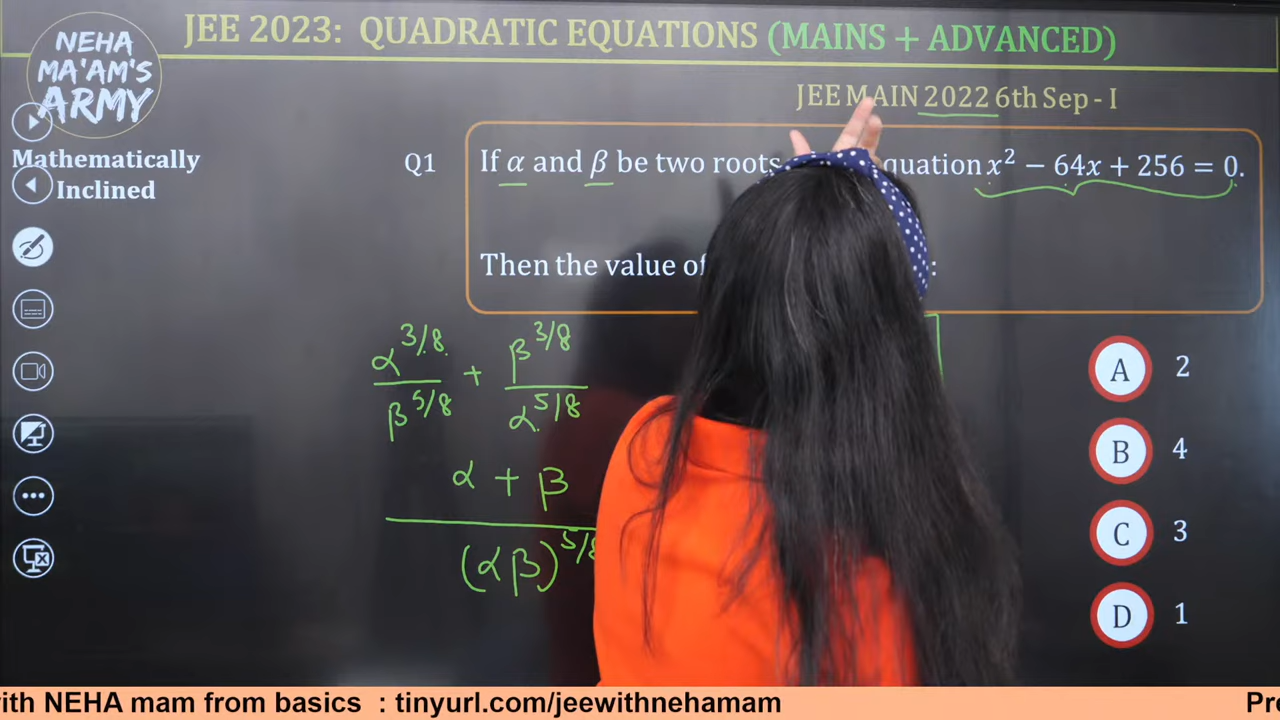 JEE 2023: QUADRATIC EQUATIONS (MAINS + ADVANCED)
NEHA
MA'AM'S
ARMY
Mathematically
Inclined
JEE MAIN 2022 6th Sep - I
Q1 If α and β be two roots quation x² − 64x + 256 = 0.
Then the value of :
α^3/8 / β^5/8 + β^3/8 / α^5/8
α + β
(αβ)^5/8
A 2
B 4
C 3
D 1
ith NEHA mam from basics : tinyurl.com/jeewithnehamam Pr